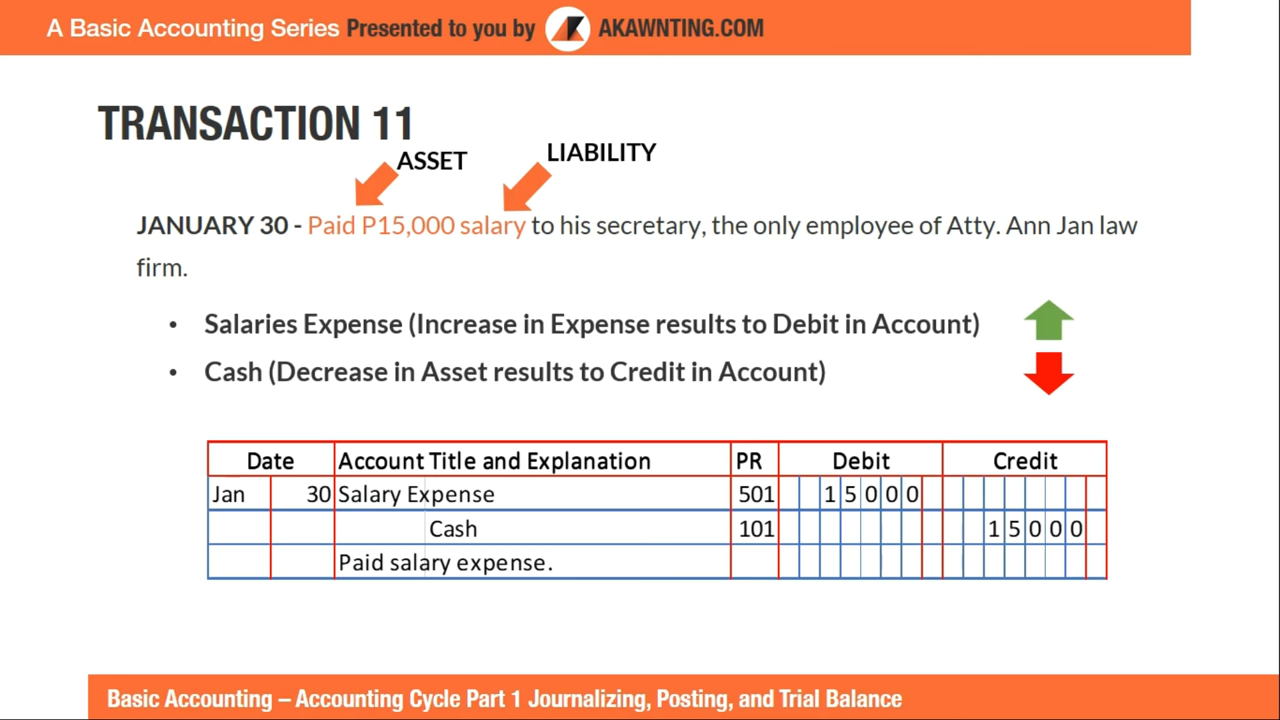 A Basic Accounting Series Presented to you by AKAWNTING.COM
TRANSACTION 11
ASSET
LIABILITY
JANUARY 30 - Paid P15,000 salary to his secretary, the only employee of Atty. Ann Jan law
firm.
• Salaries Expense (Increase in Expense results to Debit in Account)
• Cash (Decrease in Asset results to Credit in Account)
Date Account Title and Explanation PR Debit Credit
Jan 30 Salary Expense 501 15000
Cash 101 15000
Paid salary expense.
Basic Accounting – Accounting Cycle Part 1 Journalizing, Posting, and Trial Balance